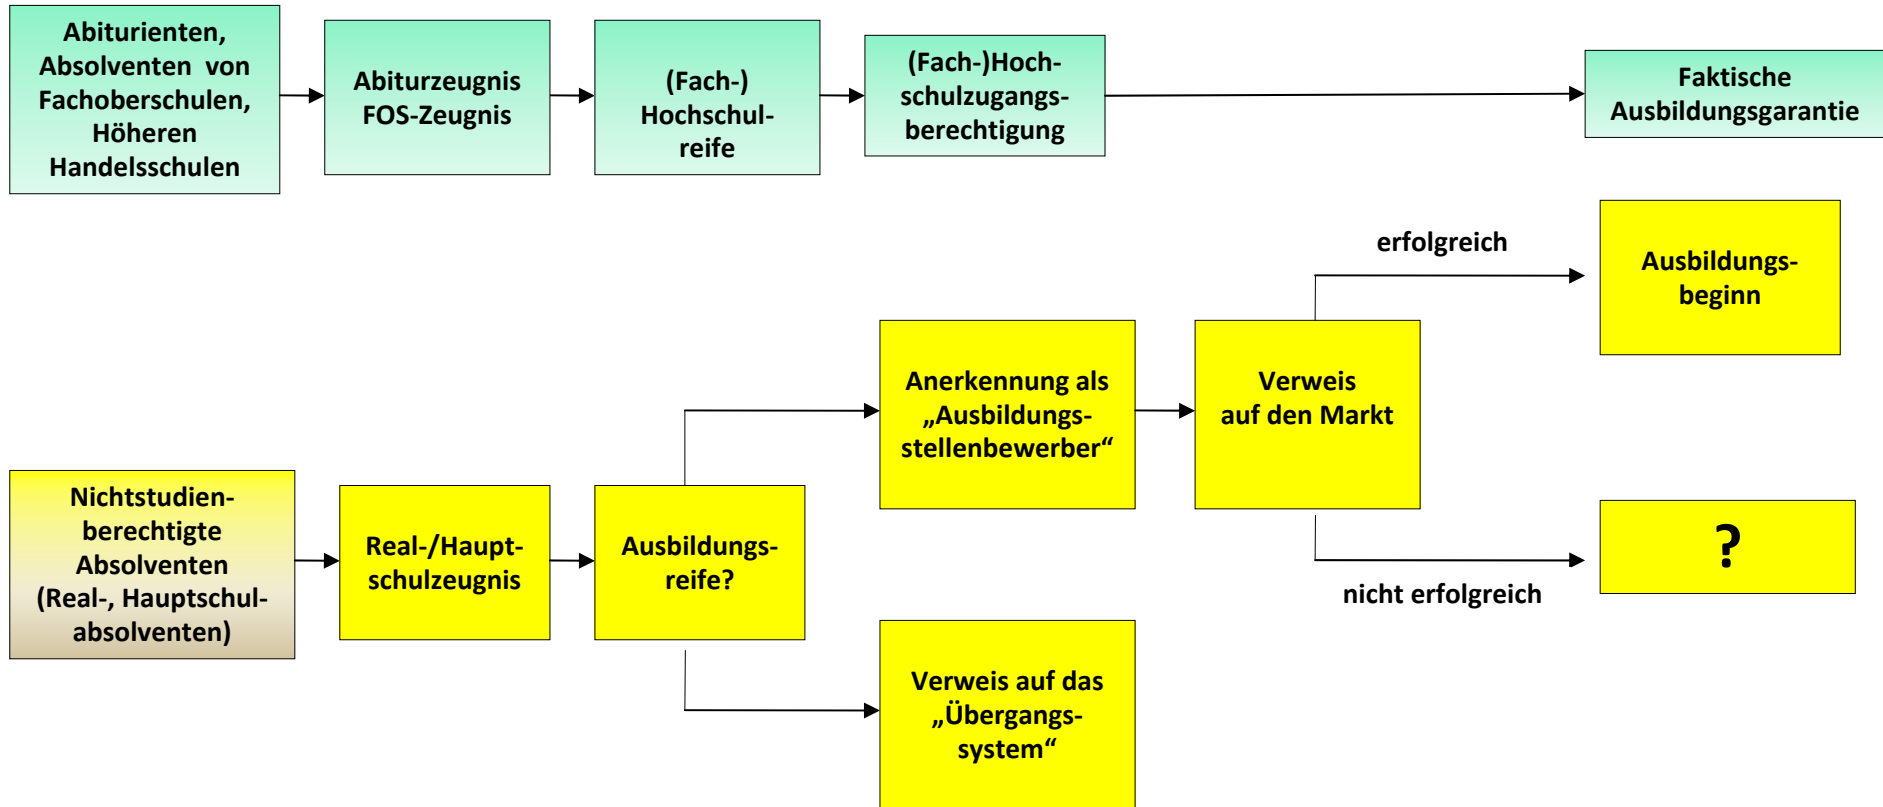 Abiturienten,
Absolventen von
Fachoberschulen,
Höheren
Handelsschulen
Abiturzeugnis
FOS-Zeugnis
(Fach-)
Hochschul-
reife
(Fach-)Hoch-
schulzugangs-
berechtigung
Faktische
Ausbildungsgarantie
Nichtstudien-
berechtigte
Absolventen
(Real-, Hauptschul-
absolventen)
Real-/Haupt-
schulzeugnis
Ausbildungs-
reife?
Anerkennung als
„Ausbildungs-
stellenbewerber“
Verweis
auf den Markt
erfolgreich
Ausbildungs-
beginn
nicht erfolgreich
?
Verweis auf das
„Übergangs-
system“